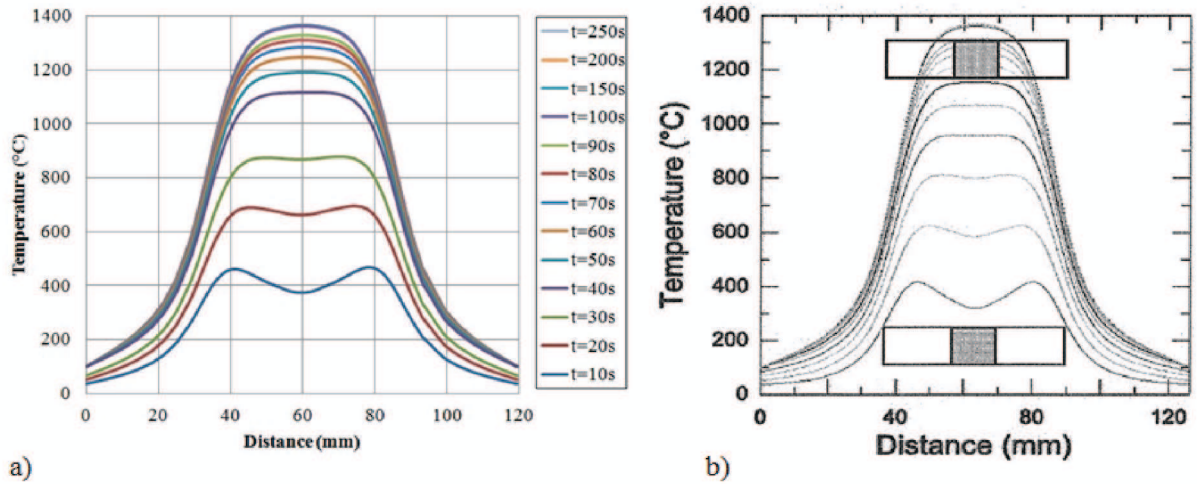 1400
1200
1000
800
600
400
200
0
Temperature (°C)
0 20 40 60 80 100 120
Distance (mm)
t=250s
t=200s
t=150s
t=100s
t=90s
t=80s
t=70s
t=60s
t=50s
t=40s
t=30s
t=20s
t=10s
a)
1400
1200
1000
800
600
400
200
0
Temperature (°C)
0 40 80 120
Distance (mm)
b)